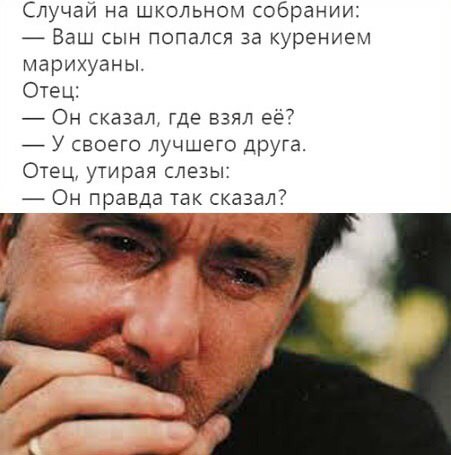 Случай на школьном собрании:
— Ваш сын попался за курением
марихуаны.
Отец:
— Он сказал, где взял её?
— У своего лучшего друга.
Отец, утирая слезы:
— Он правда так сказал?